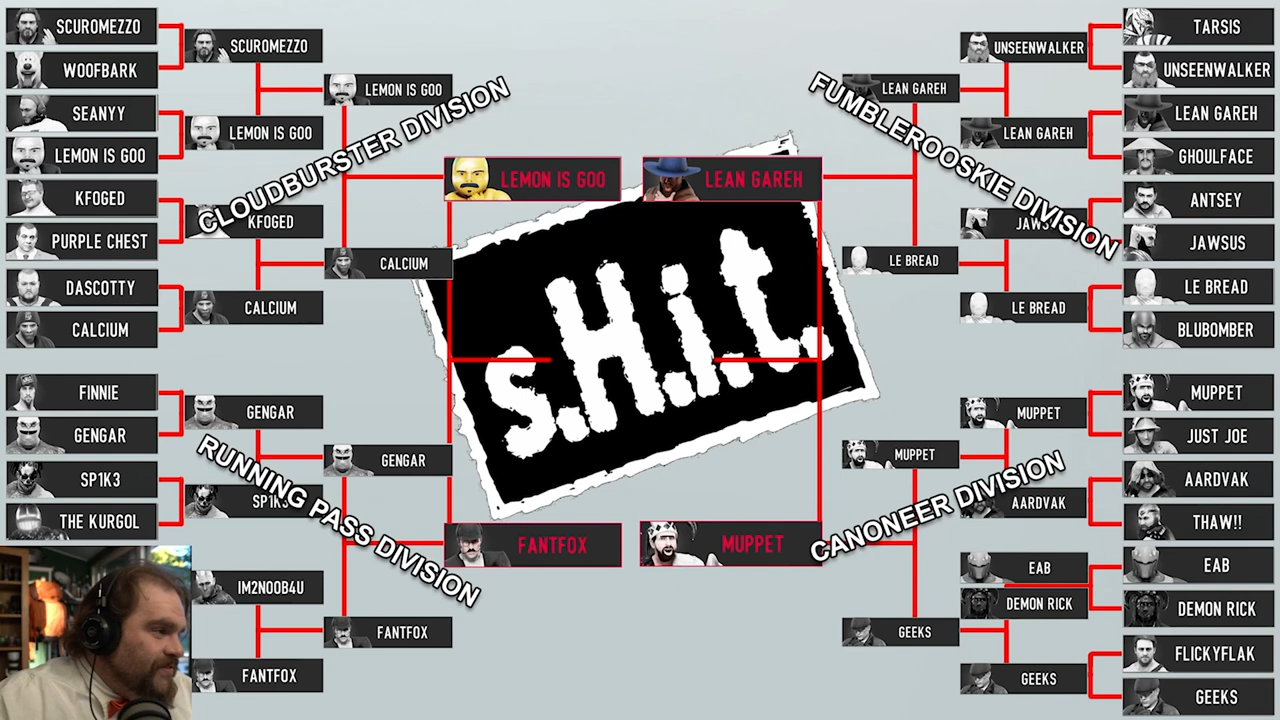 SCUROMEZZO
WOOFBARK
SEANYY
LEMON IS GOO
KFOGED
PURPLE CHEST
DASCOTTY
CALCIUM
FINNIE
GENGAR
SP1K3
THE KURGOL
SCUROMEZZO
LEMON IS GOO
KFOGED
CALCIUM
GENGAR
SP1K3
IM2NOOB4U
FANTFOX
LEMON IS GOO
CALCIUM
GENGAR
FANTFOX
CLOUDBURSTER DIVISION
RUNNING PASS DIVISION
LEMON IS GOO
FANTFOX
s.H.i.t.
LEAN GAREH
MUPPET
FUMBLEROOSKIE DIVISION
CANONEER DIVISION
LEAN GAREH
LE BREAD
MUPPET
GEEKS
UNSEENWALKER
LEAN GAREH
JAWSUS
LE BREAD
MUPPET
AARDVAK
EAB
DEMON RICK
GEEKS
TARSIS
UNSEENWALKER
LEAN GAREH
GHOULFACE
ANTSEY
JAWSUS
LE BREAD
BLUBOMBER
MUPPET
JUST JOE
AARDVAK
THAW!!
EAB
DEMON RICK
FLICKYFLAK
GEEKS